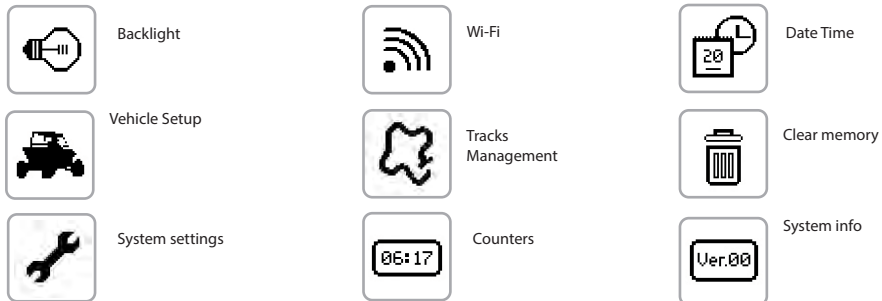 Backlight
Wi-Fi
20
Date Time
Vehicle Setup
Tracks
Management
Clear memory
System settings
06:17
Counters
Ver.00
System info